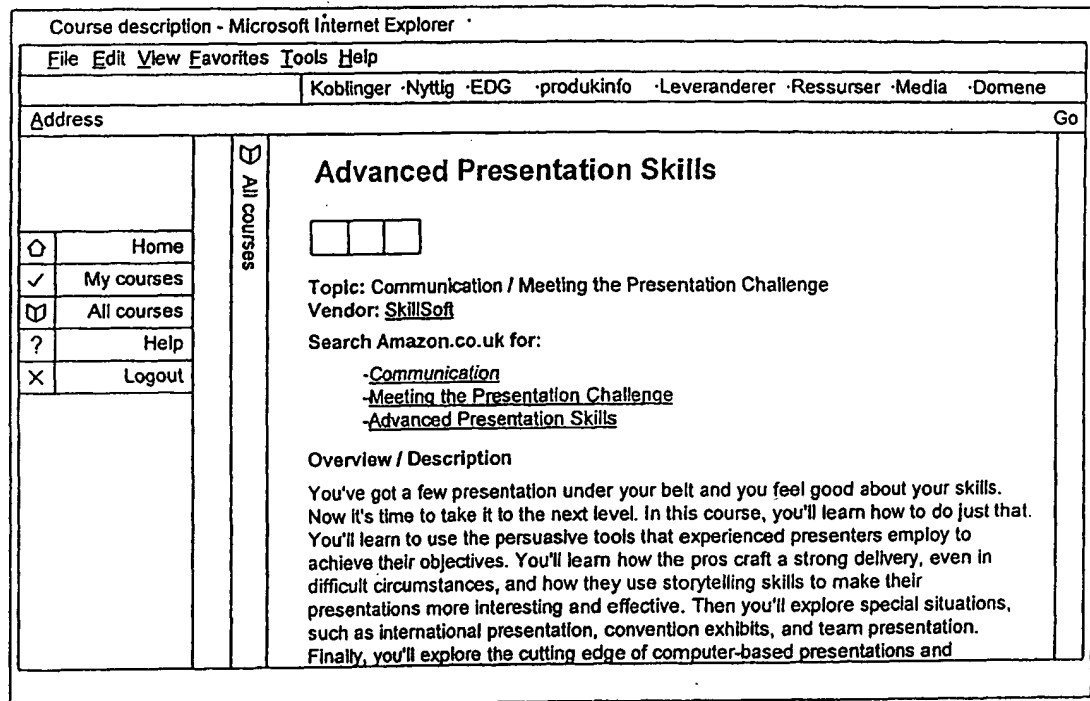 Course description - Microsoft Internet Explorer
File Edit View Favorites Tools Help
Koblinger ·Nyttig ·EDG ·produkinfo ·Leveranderer ·Ressurser ·Media ·Domene
Address Go
All courses
Home
My courses
All courses
? Help
Logout
Advanced Presentation Skills
Topic: Communication / Meeting the Presentation Challenge
Vendor: SkillSoft
Search Amazon.co.uk for:
-Communication
-Meeting the Presentation Challenge
-Advanced Presentation Skills
Overview / Description
You've got a few presentation under your belt and you feel good about your skills.
Now it's time to take it to the next level. In this course, you'll learn how to do just that.
You'll learn to use the persuasive tools that experienced presenters employ to
achieve their objectives. You'll learn how the pros craft a strong delivery, even in
difficult circumstances, and how they use storytelling skills to make their
presentations more interesting and effective. Then you'll explore special situations,
such as international presentation, convention exhibits, and team presentation.
Finally, you'll explore the cutting edge of computer-based presentations and